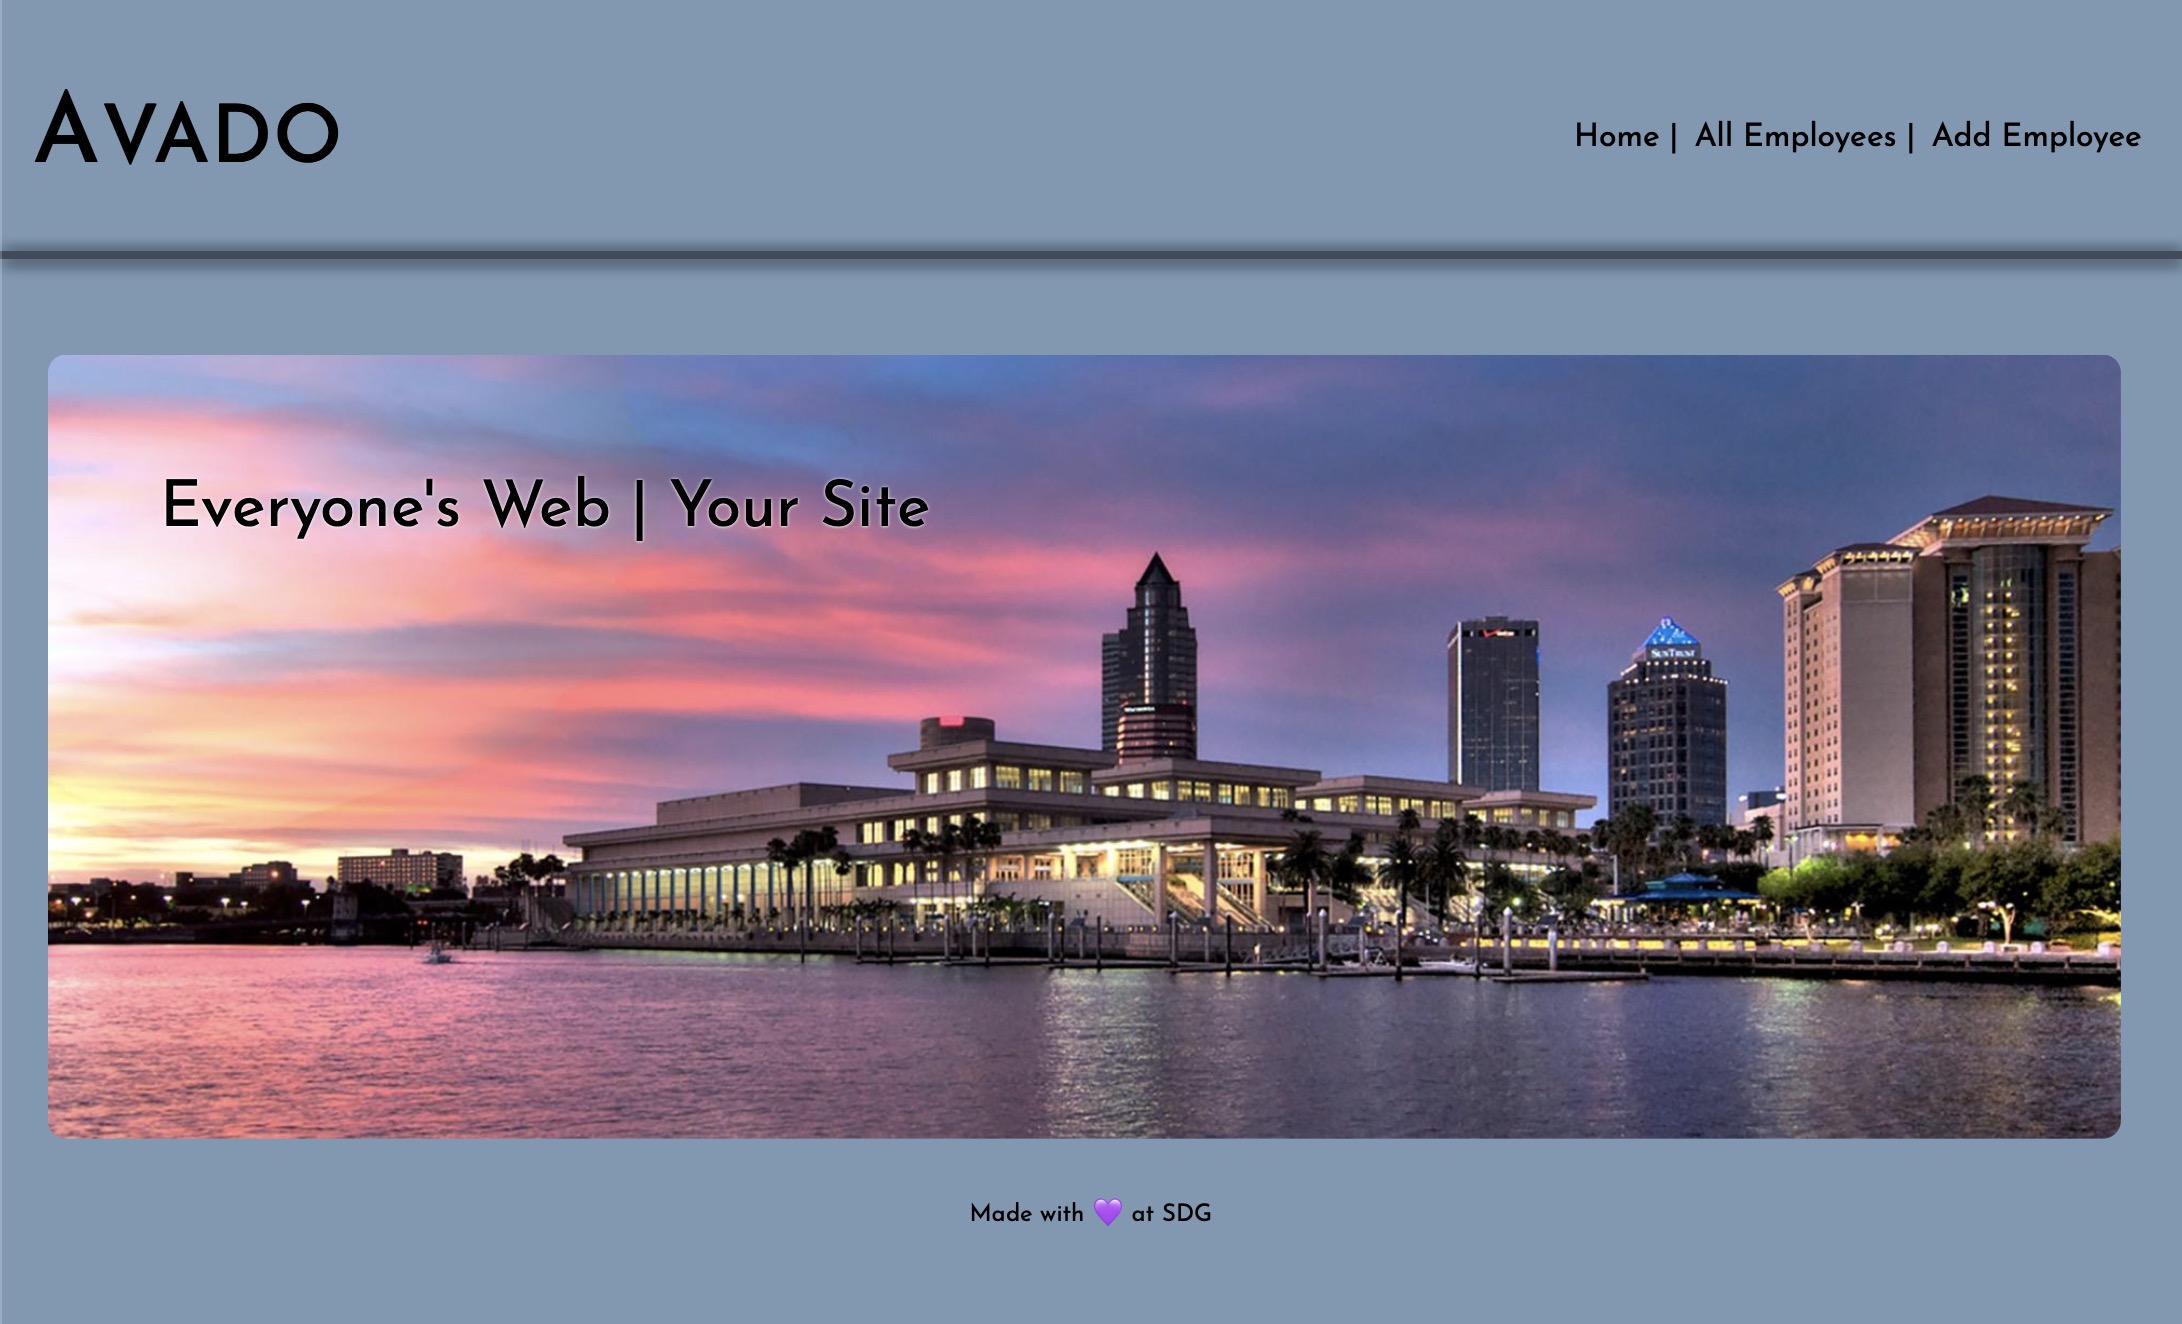 AVADO
Home | All Employees | Add Employee
Everyone's Web | Your Site
SUNTRUST
Made with 💜 at SDG